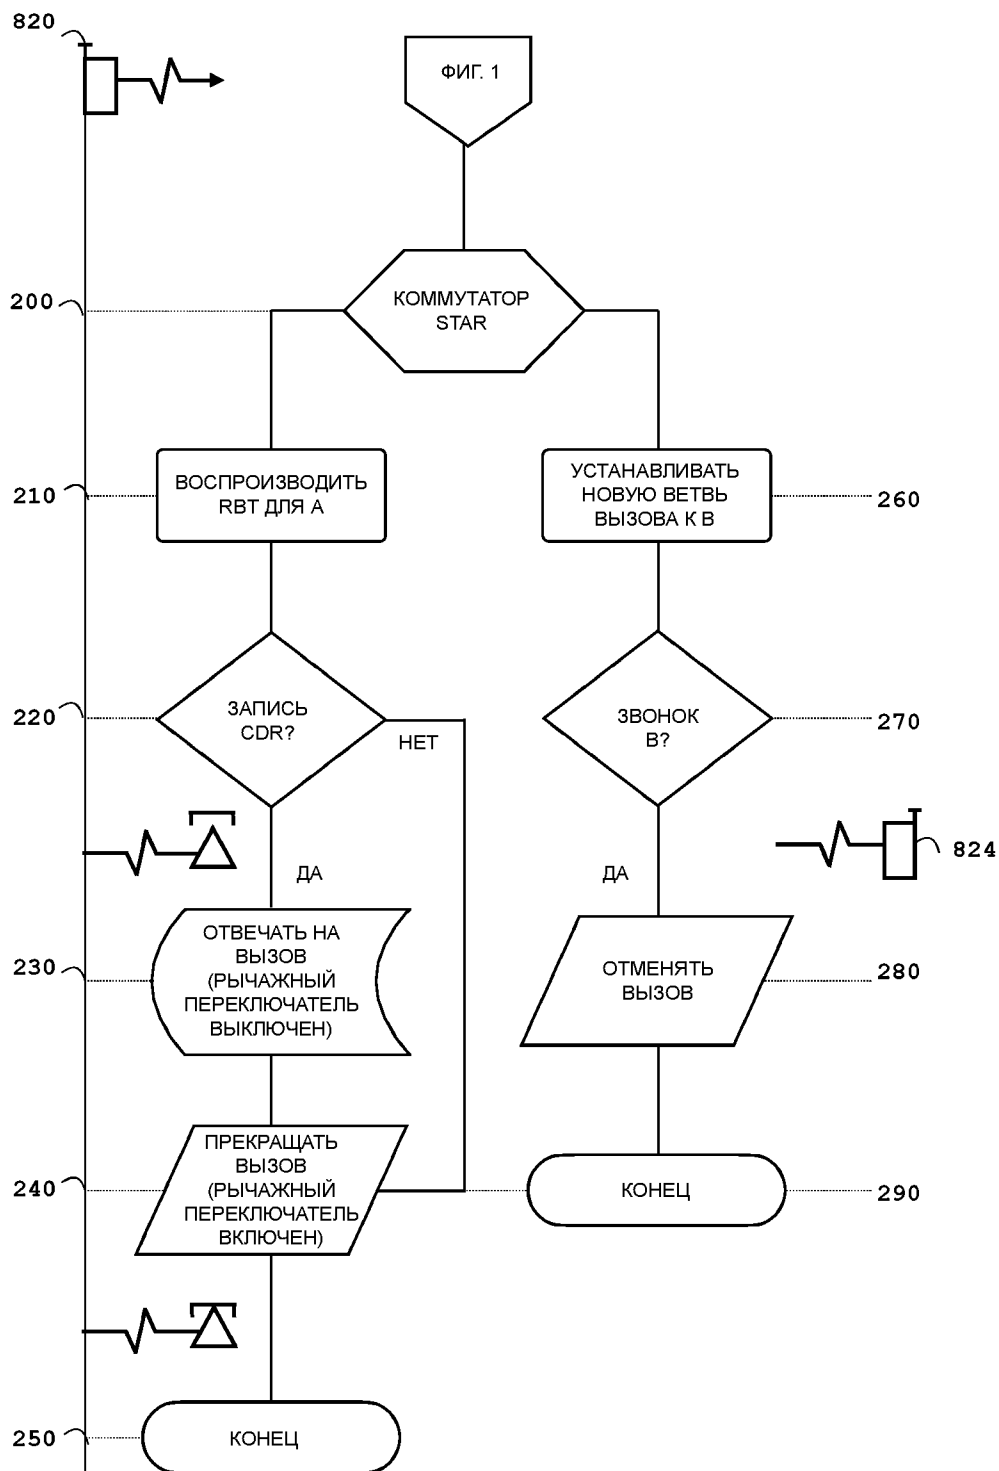 820
ФИГ. 1
200
КОММУТАТОР
STAR
210
ВОСПРОИЗВОДИТЬ
RBT ДЛЯ А
УСТАНАВЛИВАТЬ
НОВУЮ ВЕТВЬ
ВЫЗОВА К В
260
220
ЗАПИСЬ
CDR?
НЕТ
ЗВОНОК
В?
270
824
ДА
ДА
230
ОТВЕЧАТЬ НА
ВЫЗОВ
(РЫЧАЖНЫЙ
ПЕРЕКЛЮЧАТЕЛЬ
ВЫКЛЮЧЕН)
ОТМЕНЯТЬ
ВЫЗОВ
280
240
ПРЕКРАЩАТЬ
ВЫЗОВ
(РЫЧАЖНЫЙ
ПЕРЕКЛЮЧАТЕЛЬ
ВКЛЮЧЕН)
КОНЕЦ
290
250
КОНЕЦ